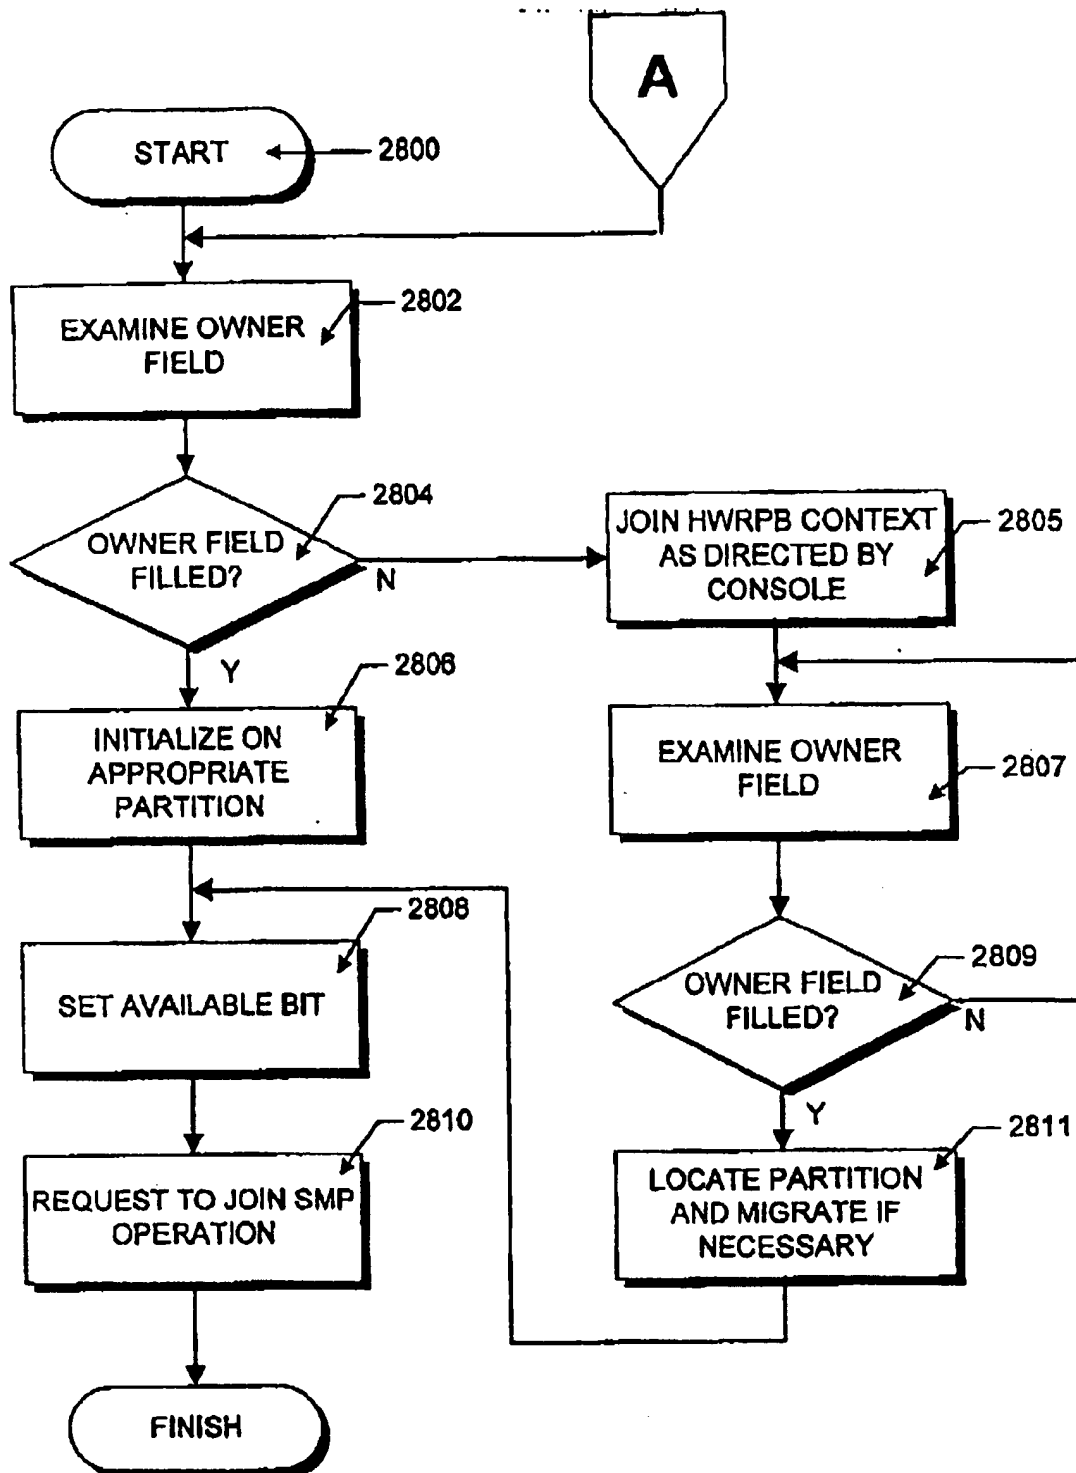 A
START
2800
EXAMINE OWNER
FIELD
2802
OWNER FIELD
FILLED?
2804
N
Y
JOIN HWRPB CONTEXT
AS DIRECTED BY
CONSOLE
2805
INITIALIZE ON
APPROPRIATE
PARTITION
2806
EXAMINE OWNER
FIELD
2807
SET AVAILABLE BIT
2808
OWNER FIELD
FILLED?
2809
N
Y
REQUEST TO JOIN SMP
OPERATION
2810
LOCATE PARTITION
AND MIGRATE IF
NECESSARY
2811
FINISH